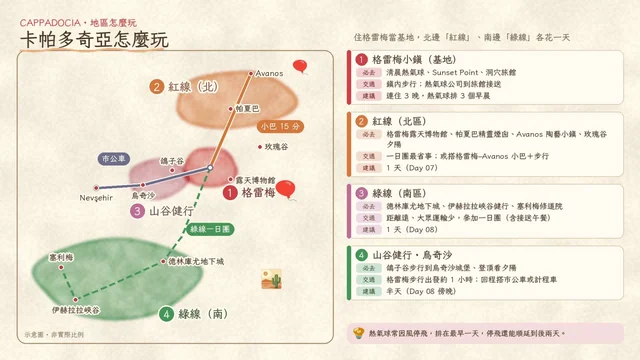 CAPPADOCIA・地區怎麼玩
卡帕多奇亞怎麼玩
住格雷梅當基地，北邊「紅線」、南邊「綠線」各花一天
Avanos
2 紅線（北）
帕夏巴
小巴 15 分
玫瑰谷
市公車
鴿子谷
露天博物館
1 格雷梅
烏奇沙
Nevşehir
3 山谷健行
綠線一日團
塞利梅
德林庫尤地下城
伊赫拉拉峽谷
4 綠線（南）
示意圖，非實際比例
1 格雷梅小鎮（基地）
必去 清晨熱氣球、Sunset Point、洞穴旅館
交通 鎮內步行；熱氣球公司到旅館接送
建議 連住 3 晚，熱氣球排 3 個早晨
2 紅線（北區）
必去 格雷梅露天博物館、帕夏巴精靈煙囪、Avanos 陶藝小鎮、玫瑰谷
夕陽
交通 一日團最省事；或搭格雷梅–Avanos 小巴＋步行
建議 1 天（Day 07）
3 綠線（南區）
必去 德林庫尤地下城、伊赫拉拉峽谷健行、塞利梅修道院
交通 距離遠、大眾運輸少，參加一日團（含接送午餐）
建議 1 天（Day 08）
4 山谷健行・烏奇沙
必去 鴿子谷步行到烏奇沙城堡、登頂看夕陽
交通 格雷梅步行出發約 1 小時；回程搭市公車或計程車
建議 半天（Day 08 傍晚）
熱氣球常因風停飛，排在最早一天，停飛還能順延到後兩天。